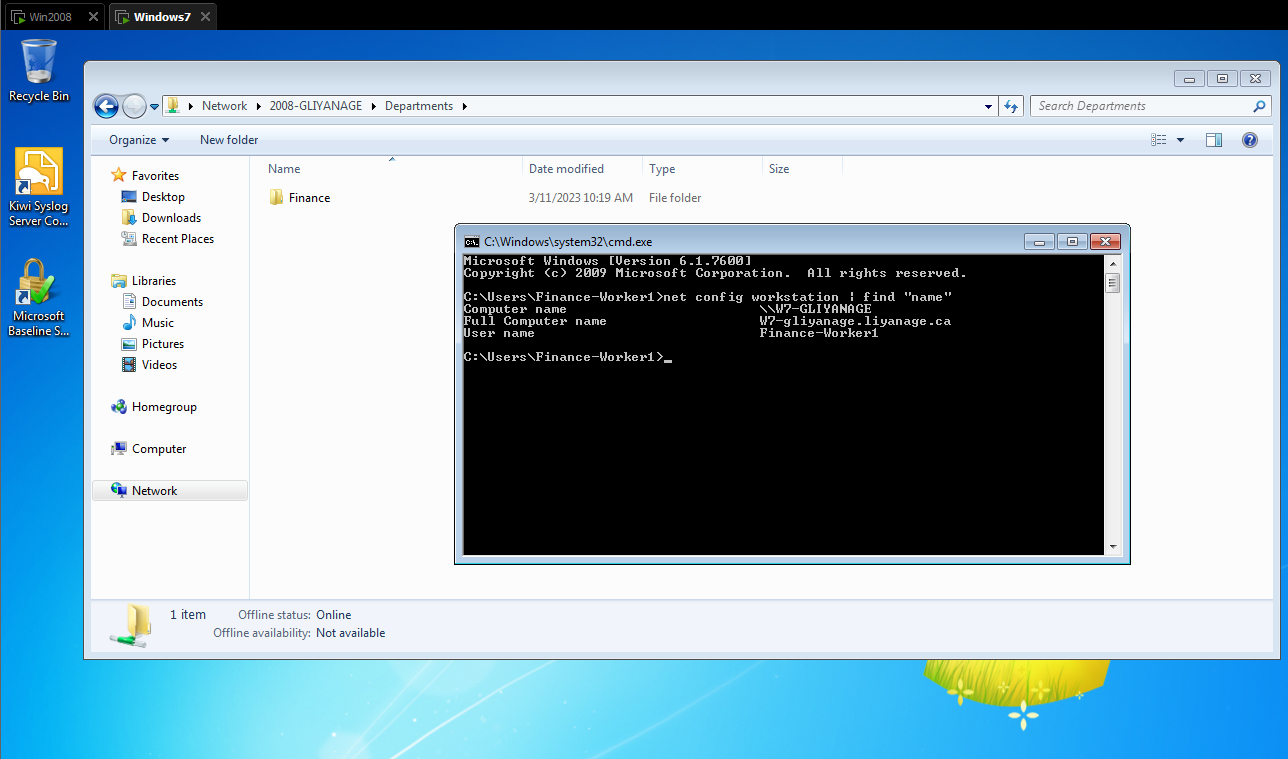 Win2008
Windows7
Recycle Bin
Network
2008-GLIYANAGE
Departments
Search Departments
Organize
New folder
Kiwi Syslog
Server Co...
Microsoft
Baseline S...
Favorites
Desktop
Downloads
Recent Places
Libraries
Documents
Music
Pictures
Videos
Homegroup
Computer
Network
Name Date modified Type Size
Finance 3/11/2023 10:19 AM File folder
C:\Windows\system32\cmd.exe
Microsoft Windows [Version 6.1.7600]
Copyright (c) 2009 Microsoft Corporation.  All rights reserved.
C:\Users\Finance-Worker1>net config workstation | find "name"
Computer name \\W7-GLIYANAGE
Full Computer name W7-gliyanage.liyanage.ca
User name Finance-Worker1
C:\Users\Finance-Worker1>_
1 item Offline status: Online
Offline availability: Not available